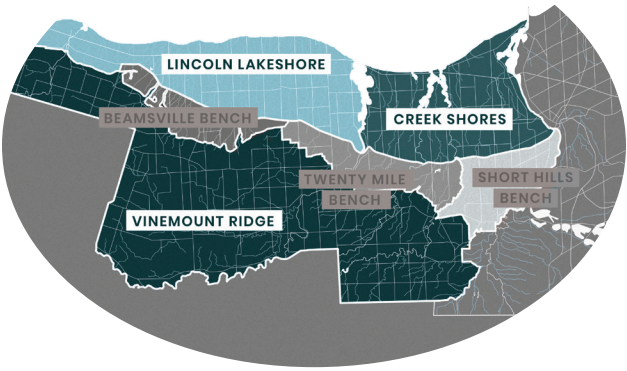 LINCOLN LAKESHORE
BEAMSVILLE BENCH
CREEK SHORES
TWENTY MILE
BENCH
SHORT HILLS
BENCH
VINEMOUNT RIDGE